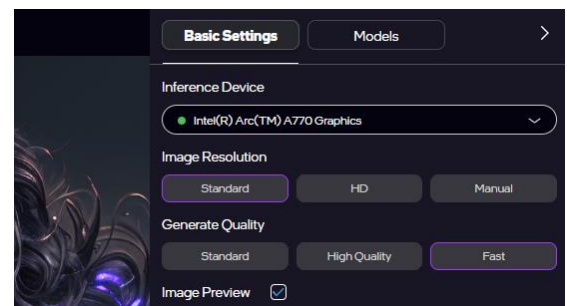 Basic Settings Models
Inference Device
Intel(R) Arc(TM) A770 Graphics
Image Resolution
Standard HD Manual
Generate Quality
Standard High Quality Fast
Image Preview